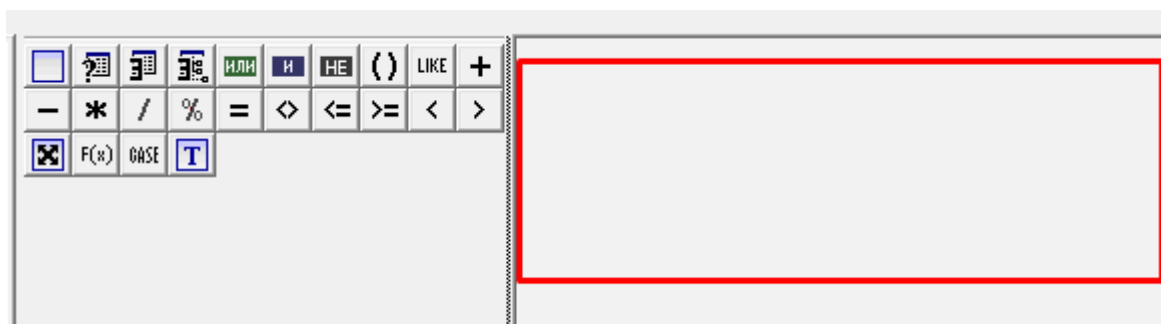 ИЛИ И НЕ ( ) LIKE +
− * / % = <> <= >= < >
F(x) CASE T